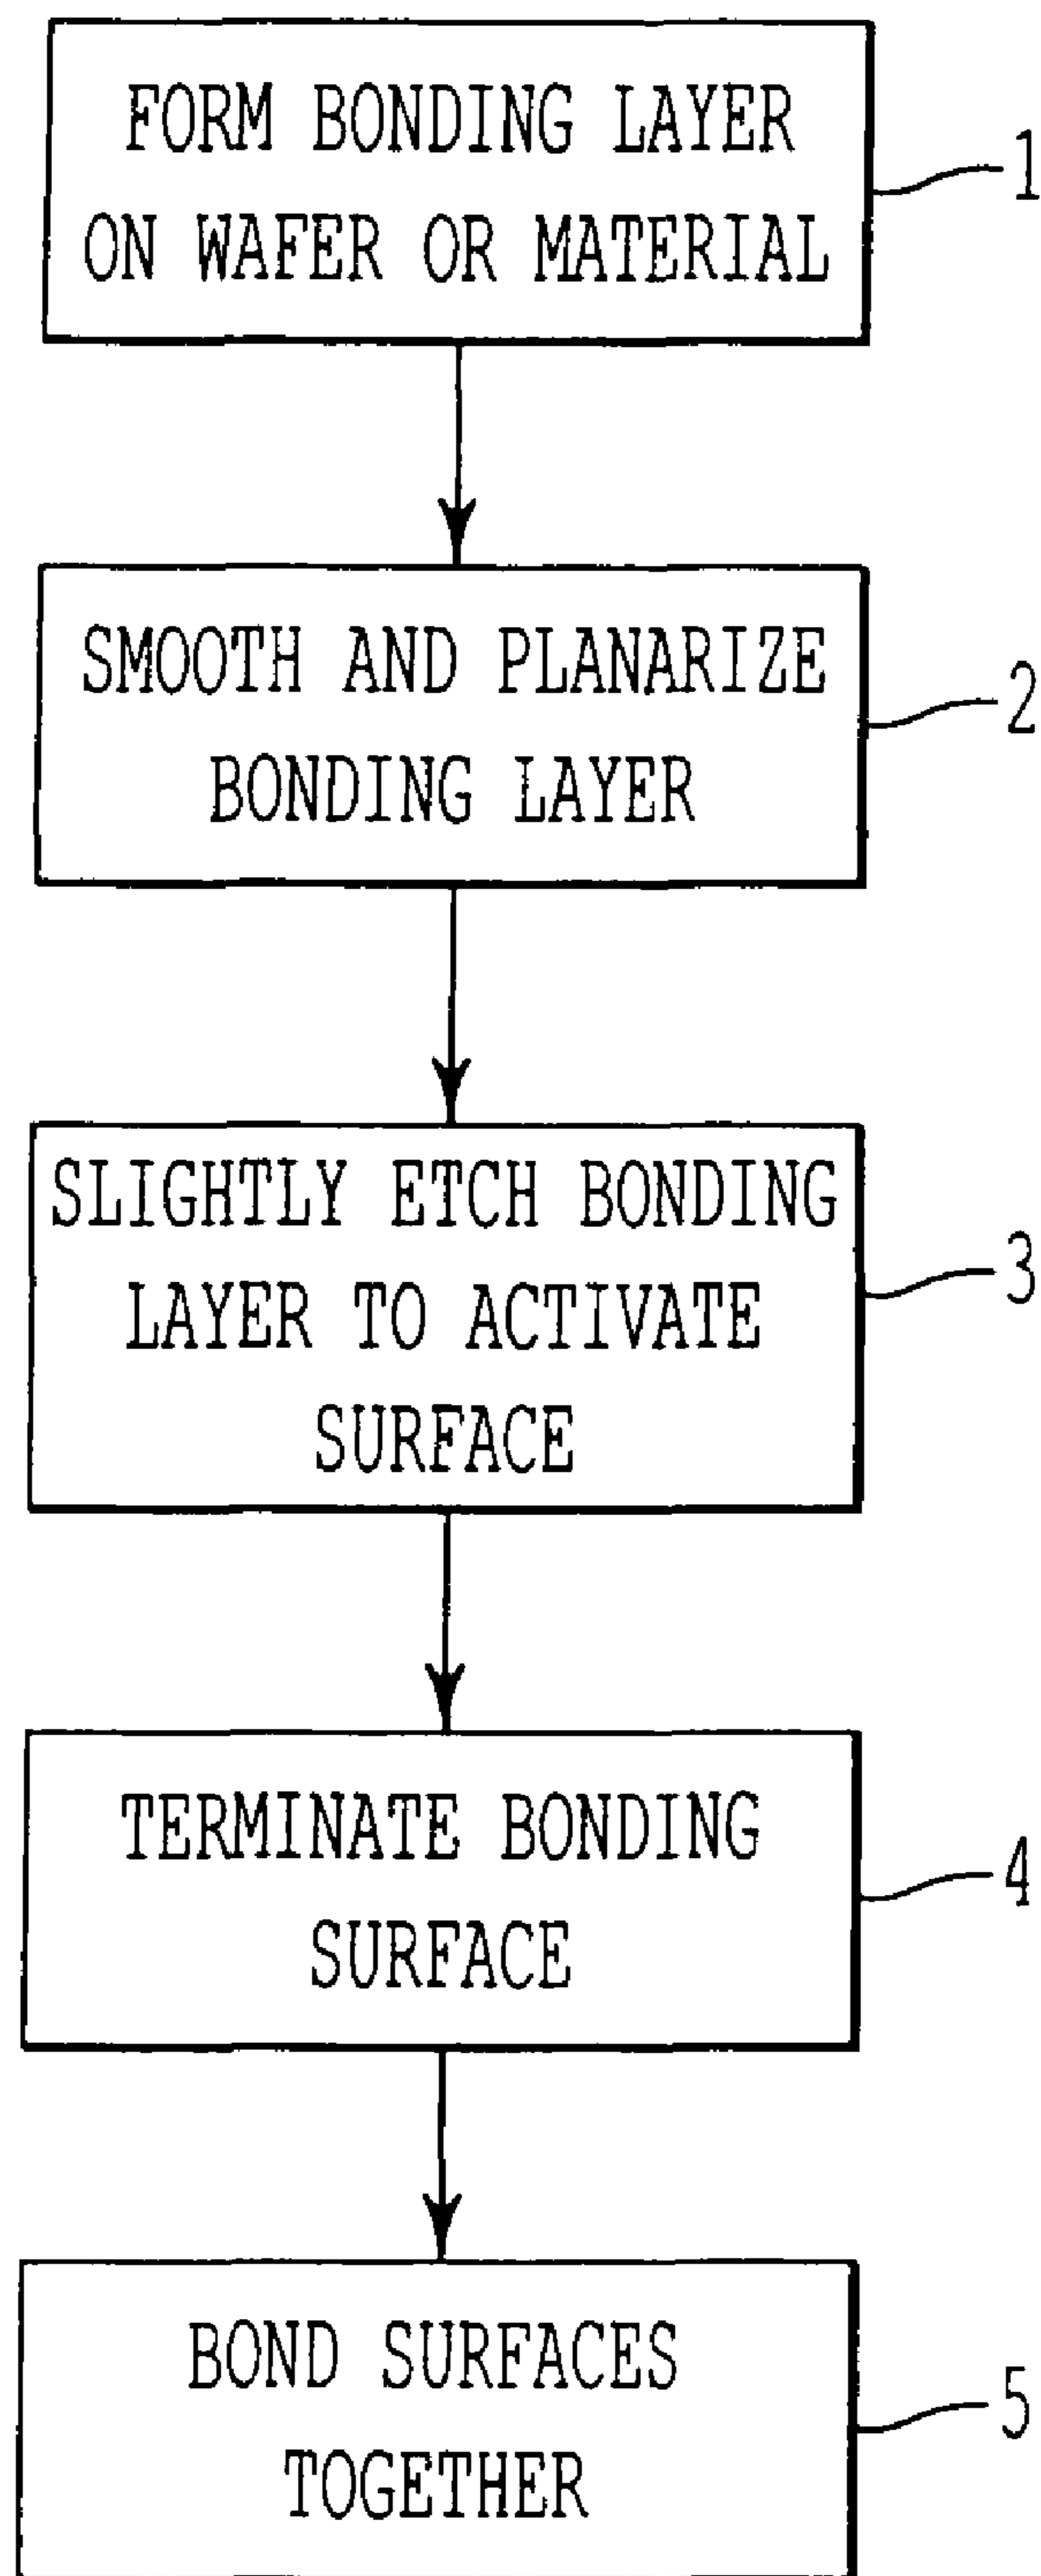 FORM BONDING LAYER
ON WAFER OR MATERIAL
1
SMOOTH AND PLANARIZE
BONDING LAYER
2
SLIGHTLY ETCH BONDING
LAYER TO ACTIVATE
SURFACE
3
TERMINATE BONDING
SURFACE
4
BOND SURFACES
TOGETHER
5